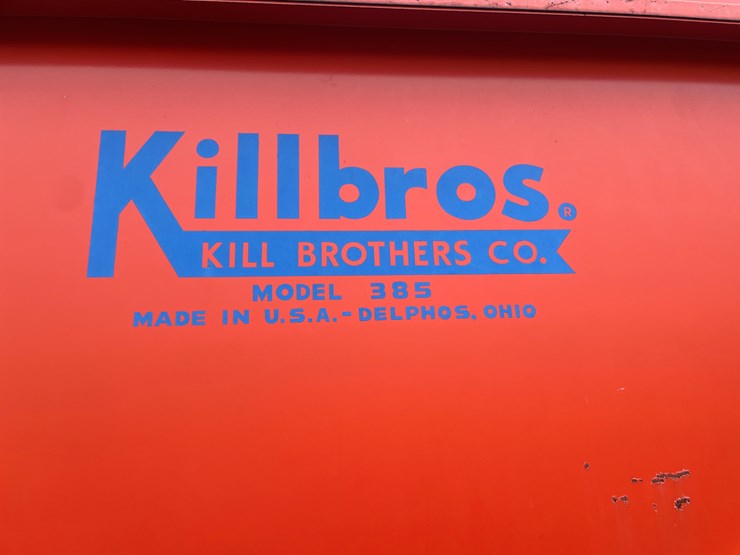 Killbros.®
KILL BROTHERS CO.
MODEL 385
MADE IN U.S.A.-DELPHOS, OHIO